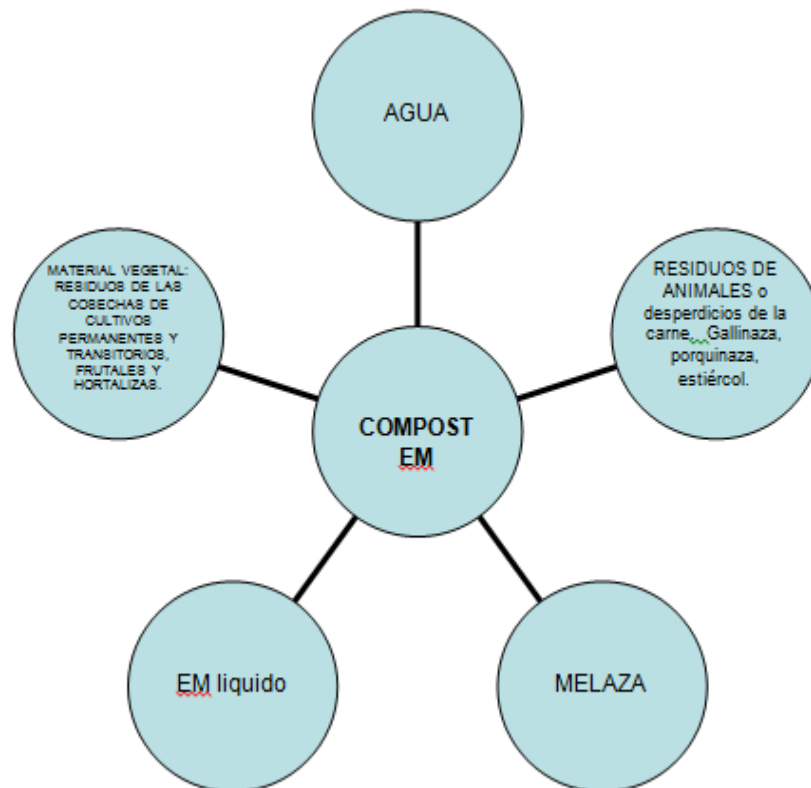 AGUA
MATERIAL VEGETAL:
RESIDUOS DE LAS
COSECHAS DE
CULTIVOS
PERMANENTES Y
TRANSITORIOS,
FRUTALES Y
HORTALIZAS.
RESIDUOS DE
ANIMALES o
desperdicios de la
carne, Gallinaza,
porquinaza,
estiércol.
COMPOST
EM
EM liquido
MELAZA